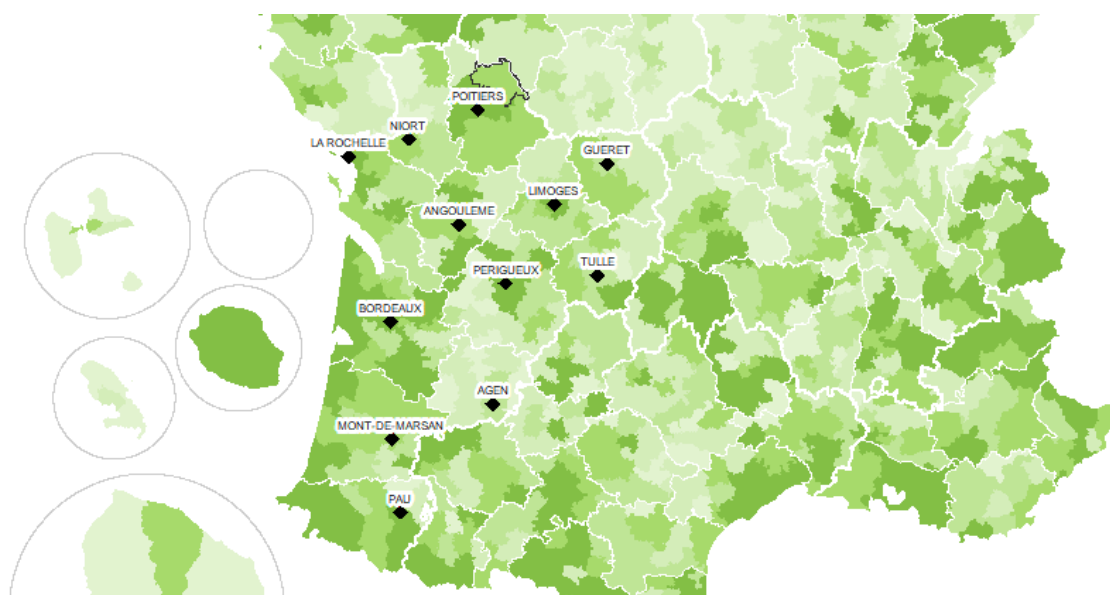 POITIERS
NIORT
LA ROCHELLE
GUERET
LIMOGES
ANGOULEME
TULLE
PERIGUEUX
BORDEAUX
AGEN
MONT-DE-MARSAN
PAU